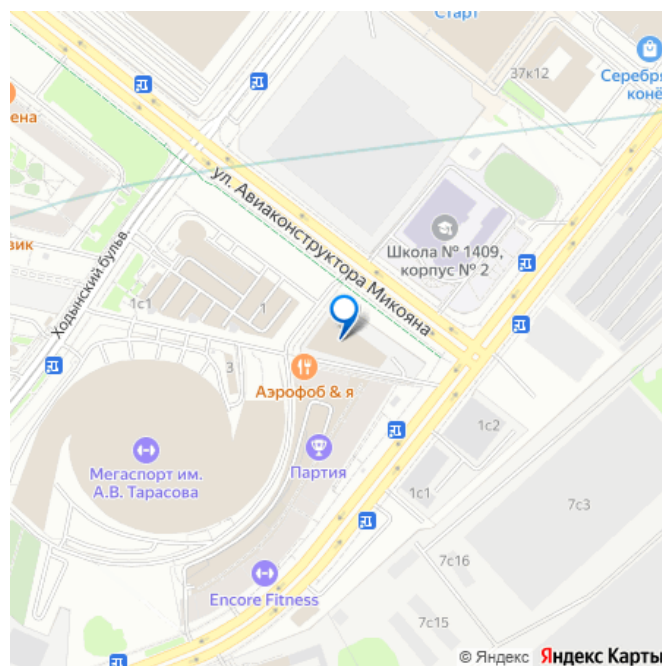 Старт
37к12
Серебря
конё
ена
ул. Авиаконструктора Микояна
Школа № 1409,
корпус № 2
вик
Ходынский бульв.
1с1
1
3
Аэрофоб & я
1с2
Мегаспорт им.
А.В. Тарасова
Партия
1с1
7с3
7с16
Encore Fitness
7с15
© Яндекс Яндекс Карты